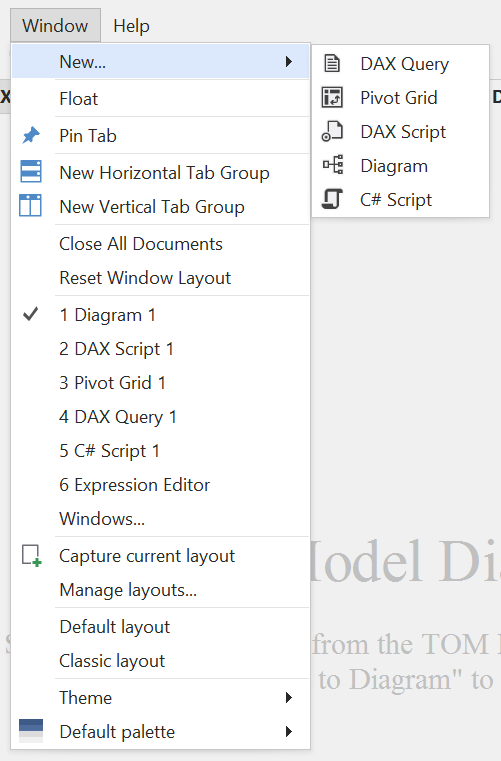 Window Help
New...
Float
Pin Tab
New Horizontal Tab Group
New Vertical Tab Group
Close All Documents
Reset Window Layout
1 Diagram 1
2 DAX Script 1
3 Pivot Grid 1
4 DAX Query 1
5 C# Script 1
6 Expression Editor
Windows...
Capture current layout
Manage layouts...
Default layout
Classic layout
Theme
Default palette
DAX Query
Pivot Grid
DAX Script
Diagram
C# Script
from the TOM
to Diagram" to